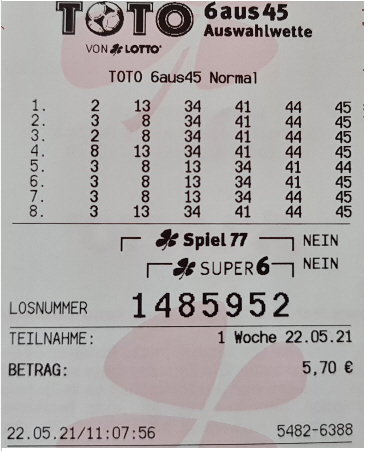 TOTO 6aus45
Auswahlwette
VON LOTTO
TOTO 6aus45 Normal
1. 2 13 34 41 44 45
2. 3 8 34 41 44 45
3. 2 8 34 41 44 45
4. 8 13 34 41 44 45
5. 3 8 13 34 41 44
6. 3 8 13 34 41 45
7. 3 8 13 34 44 45
8. 3 13 34 41 44 45
Spiel 77 NEIN
SUPER 6 NEIN
LOSNUMMER 1485952
TEILNAHME: 1 Woche 22.05.21
BETRAG: 5,70 €
22.05.21/11:07:56 5482-6388